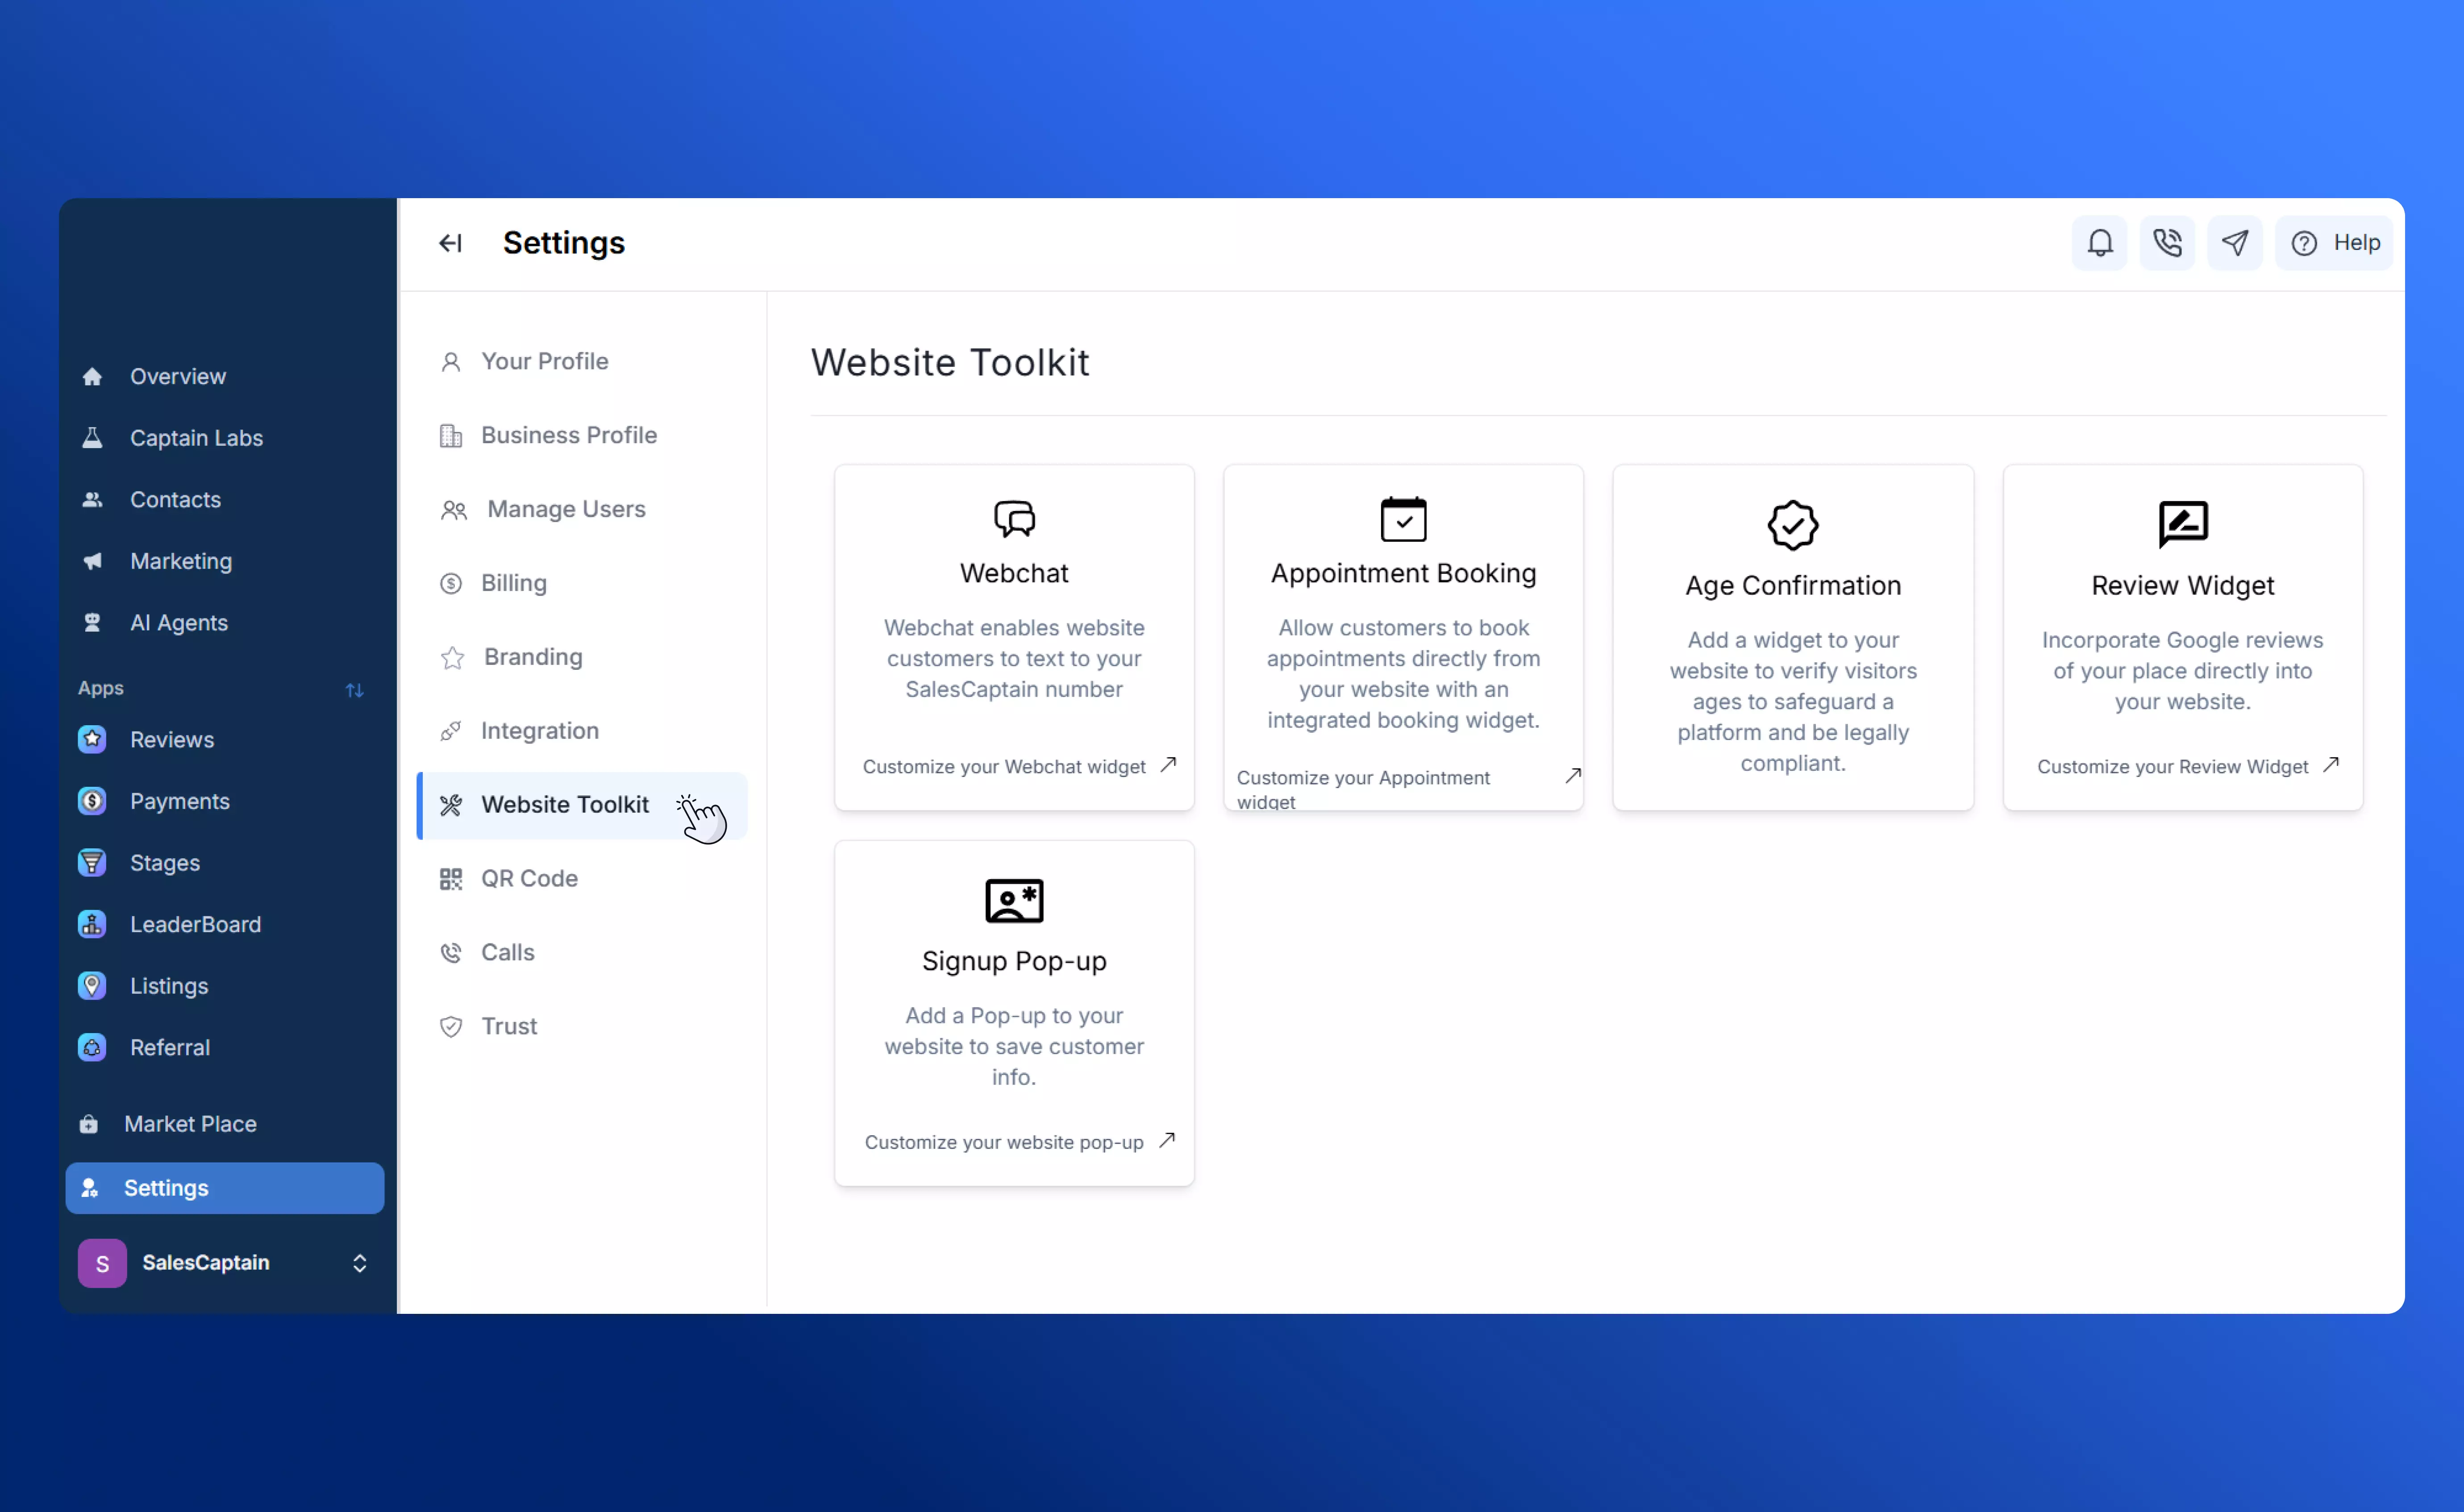 Settings
Help
Overview
Captain Labs
Contacts
Marketing
AI Agents
Apps
Reviews
Payments
Stages
LeaderBoard
Listings
Referral
Market Place
Settings
S
SalesCaptain
Your Profile
Business Profile
Manage Users
Billing
Branding
Integration
Website Toolkit
QR Code
Calls
Trust
Website Toolkit
Webchat
Webchat enables website
customers to text to your
SalesCaptain number
Customize your Webchat widget
Appointment Booking
Allow customers to book
appointments directly from
your website with an
integrated booking widget.
Customize your Appointment
widget
Age Confirmation
Add a widget to your
website to verify visitors
ages to safeguard a
platform and be legally
compliant.
Review Widget
Incorporate Google reviews
of your place directly into
your website.
Customize your Review Widget
Signup Pop-up
Add a Pop-up to your
website to save customer
info.
Customize your website pop-up